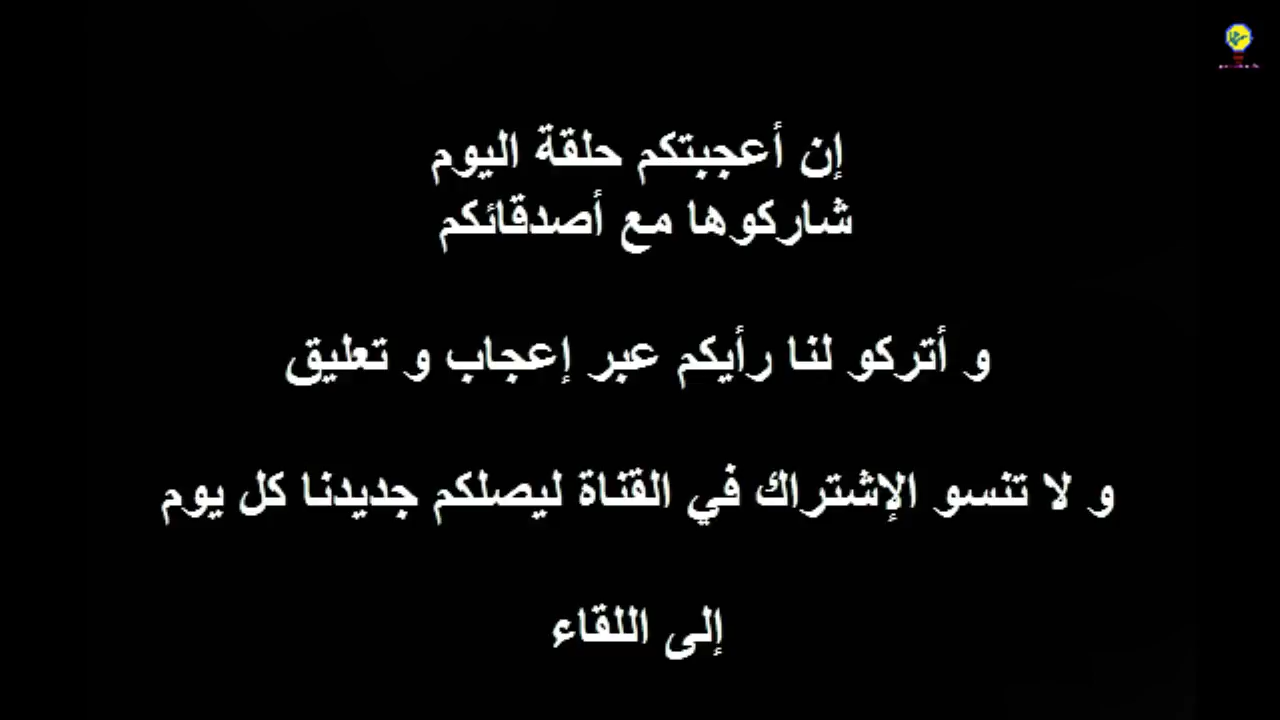 إن أعجبتكم حلقة اليوم
شاركوها مع أصدقائكم
و أتركو لنا رأيكم عبر إعجاب و تعليق
و لا تنسو الإشتراك في القناة ليصلكم جديدنا كل يوم
إلى اللقاء